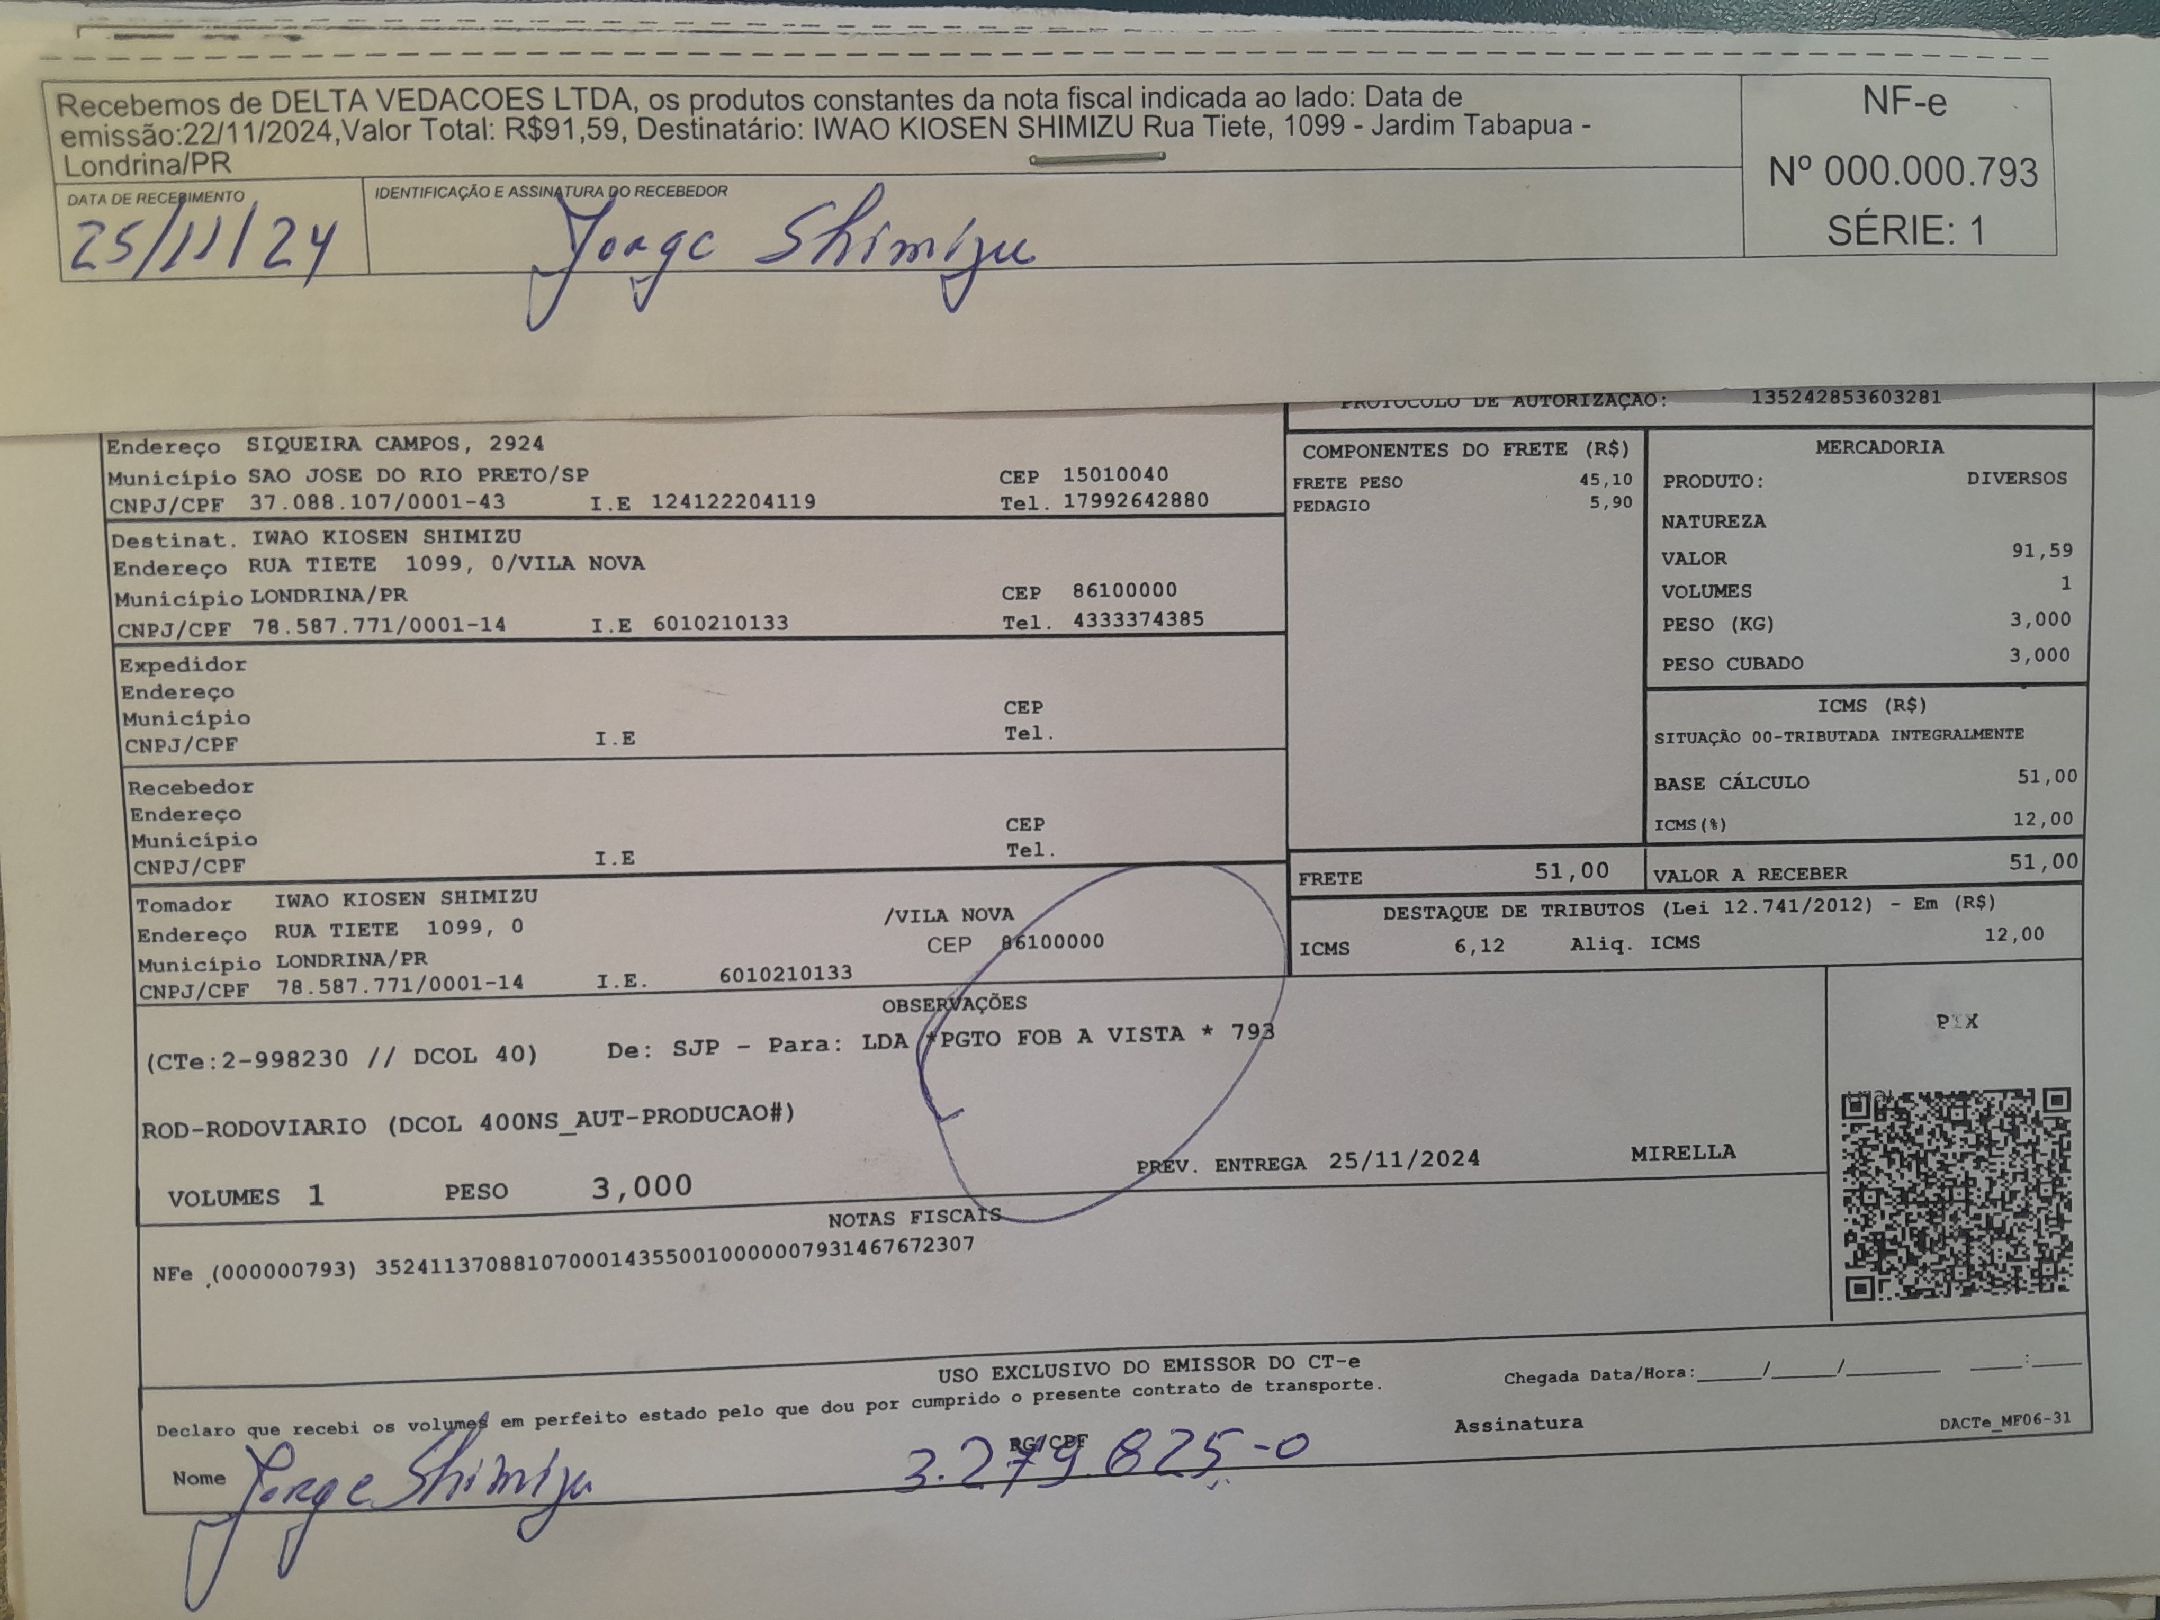 Recebemos de DELTA VEDACOES LTDA, os produtos constantes da nota fiscal indicada ao lado: Data de
emissão:22/11/2024,Valor Total: R$91,59, Destinatário: IWAO KIOSEN SHIMIZU Rua Tiete, 1099 - Jardim Tabapua -
Londrina/PR
NF-e
Nº 000.000.793
SÉRIE: 1
DATA DE RECEBIMENTO
25/11/24
IDENTIFICAÇÃO E ASSINATURA DO RECEBEDOR
Jorge Shimizu
PROTOCOLO DE AUTORIZAÇÃO: 135242853603281
Endereço SIQUEIRA CAMPOS, 2924
Município SAO JOSE DO RIO PRETO/SP CEP 15010040
CNPJ/CPF 37.088.107/0001-43 I.E 124122204119 Tel. 17992642880
Destinat. IWAO KIOSEN SHIMIZU
Endereço RUA TIETE 1099, 0/VILA NOVA
Município LONDRINA/PR CEP 86100000
CNPJ/CPF 78.587.771/0001-14 I.E 6010210133 Tel. 4333374385
Expedidor
Endereço
Município CEP
CNPJ/CPF I.E Tel.
Recebedor
Endereço
Município CEP
CNPJ/CPF I.E Tel.
Tomador IWAO KIOSEN SHIMIZU
Endereço RUA TIETE 1099, 0 /VILA NOVA
Município LONDRINA/PR CEP 86100000
CNPJ/CPF 78.587.771/0001-14 I.E. 6010210133
COMPONENTES DO FRETE (R$)
FRETE PESO 45,10
PEDAGIO 5,90
MERCADORIA
PRODUTO: DIVERSOS
NATUREZA
VALOR 91,59
VOLUMES 1
PESO (KG) 3,000
PESO CUBADO 3,000
ICMS (R$)
SITUAÇÃO 00-TRIBUTADA INTEGRALMENTE
BASE CÁLCULO 51,00
ICMS(%) 12,00
FRETE 51,00
VALOR A RECEBER 51,00
DESTAQUE DE TRIBUTOS (Lei 12.741/2012) - Em (R$)
ICMS 6,12 Aliq. ICMS 12,00
OBSERVAÇÕES
(CTe:2-998230 // DCOL 40) De: SJP - Para: LDA *PGTO FOB A VISTA * 793
ROD-RODOVIARIO (DCOL 400NS_AUT-PRODUCAO#)
PREV. ENTREGA 25/11/2024 MIRELLA
VOLUMES 1 PESO 3,000
PIX
NOTAS FISCAIS
NFe (000000793) 35241137088107000143550010000007931467672307
USO EXCLUSIVO DO EMISSOR DO CT-e
Declaro que recebi os volumes em perfeito estado pelo que dou por cumprido o presente contrato de transporte.
Chegada Data/Hora:_____/_____/_______ ____:____
Nome Jorge Shimizu RG/CPF 3.279.825-0 Assinatura
DACTe_MF06-31